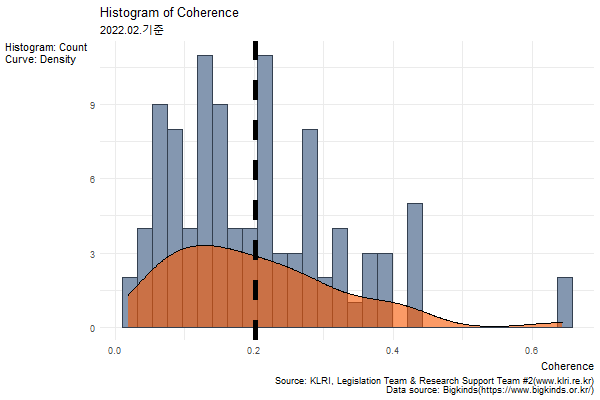 Histogram of Coherence
2022.02.기준
Histogram: Count
Curve: Density
9
6
3
0
0.0 0.2 0.4 0.6
Coherence
Source: KLRI, Legislation Team & Research Support Team #2(www.klri.re.kr)
Data source: Bigkinds(https://www.bigkinds.or.kr/)